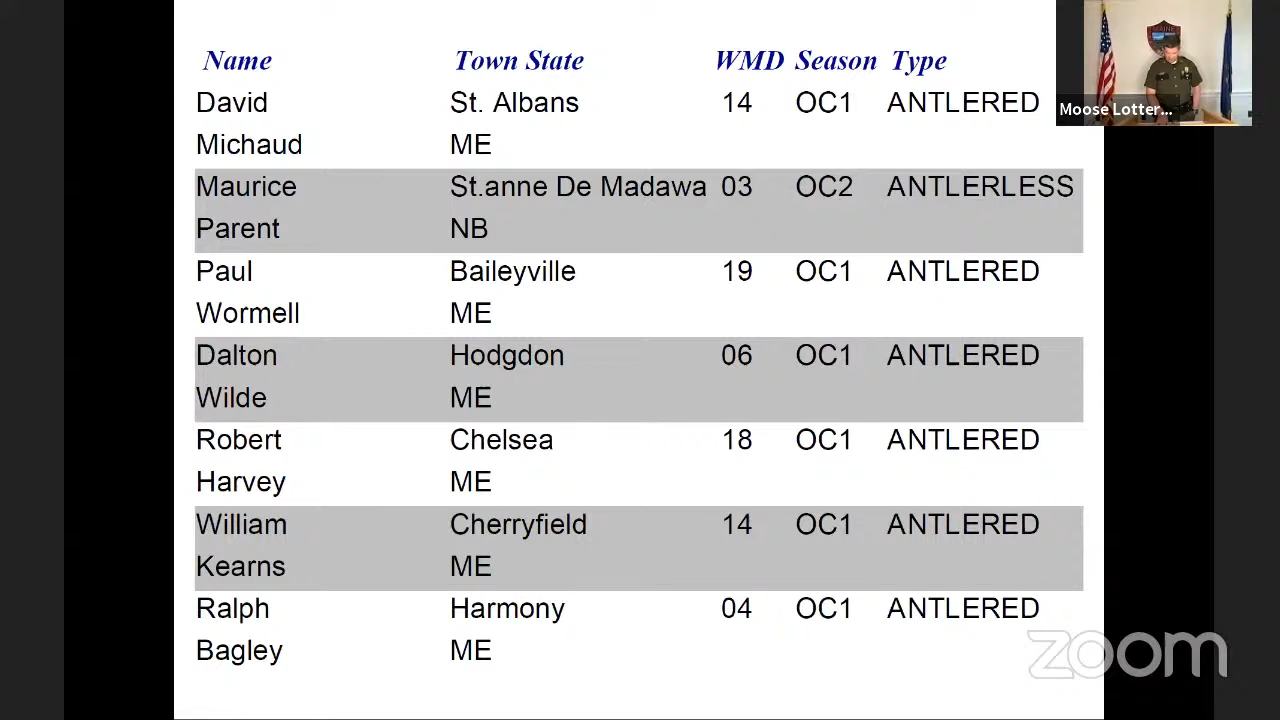 Name Town State WMD Season Type
David St. Albans 14 OC1 ANTLERED
Michaud ME
Maurice St.anne De Madawa 03 OC2 ANTLERLESS
Parent NB
Paul Baileyville 19 OC1 ANTLERED
Wormell ME
Dalton Hodgdon 06 OC1 ANTLERED
Wilde ME
Robert Chelsea 18 OC1 ANTLERED
Harvey ME
William Cherryfield 14 OC1 ANTLERED
Kearns ME
Ralph Harmony 04 OC1 ANTLERED
Bagley ME
MAINE
Moose Lotter...
zoom